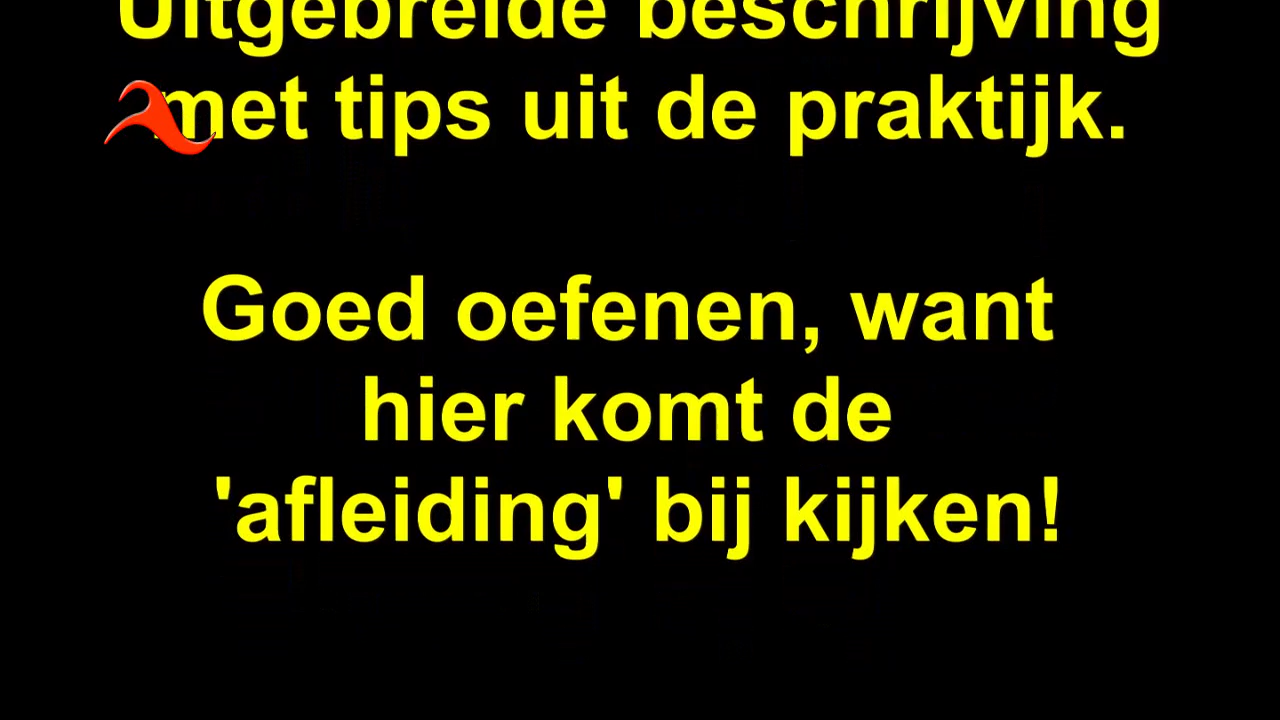 Uitgebreide beschrijving
met tips uit de praktijk.
Goed oefenen, want
hier komt de
'afleiding' bij kijken!